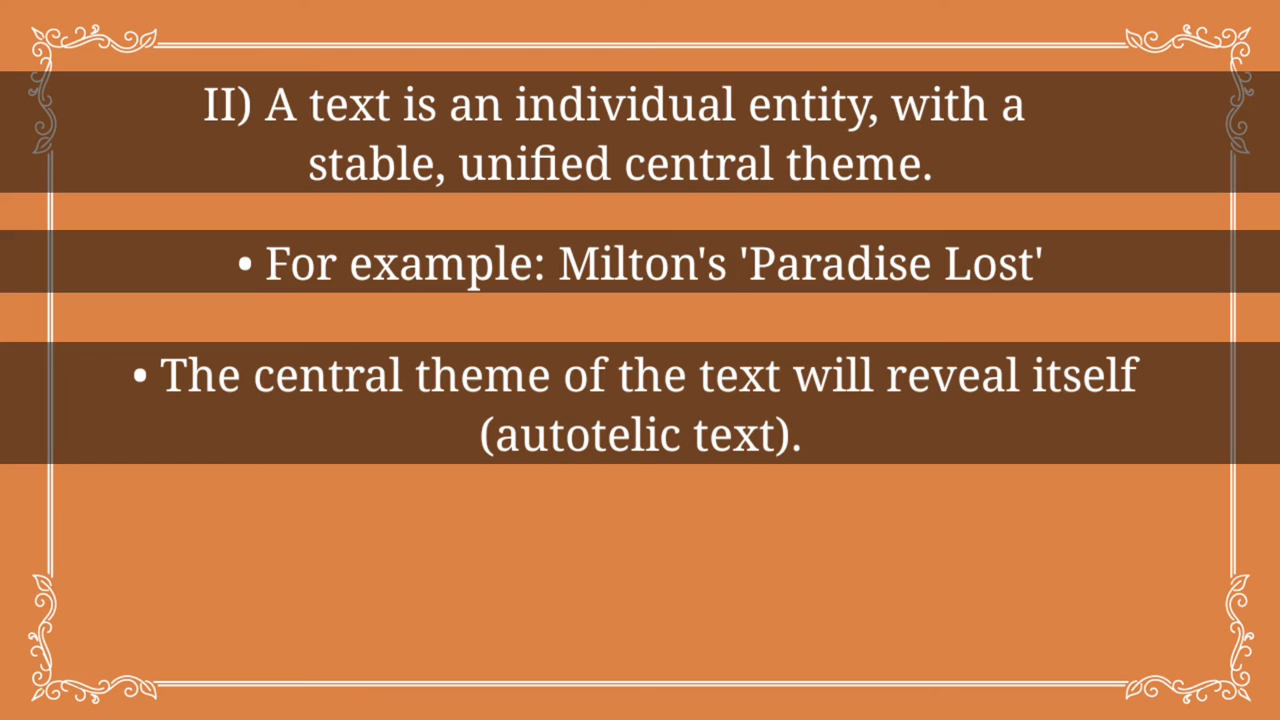 II) A text is an individual entity, with a
stable, unified central theme.
• For example: Milton's 'Paradise Lost'
• The central theme of the text will reveal itself
(autotelic text).